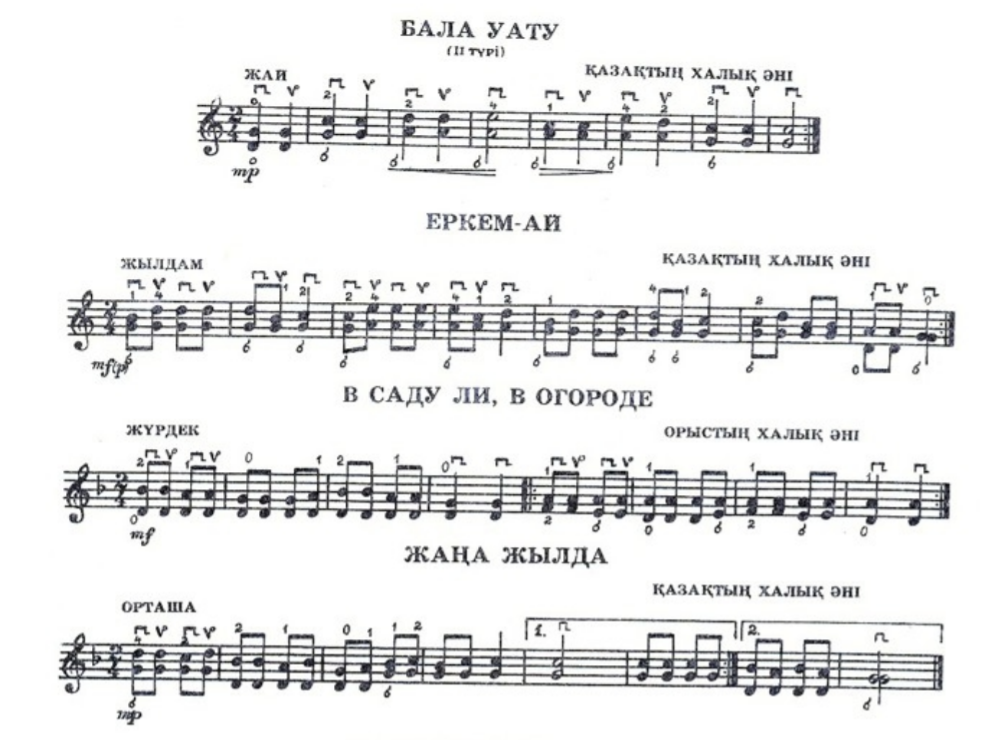 БАЛА УАТУ
(II ТҮРІ)
ЖАЙ ҚАЗАҚТЫҢ ХАЛЫҚ ӘНІ
mp
ЕРКЕМ-АЙ
ЖЫЛДАМ ҚАЗАҚТЫҢ ХАЛЫҚ ӘНІ
mf(p)
В САДУ ЛИ, В ОГОРОДЕ
ЖҮРДЕК ОРЫСТЫҢ ХАЛЫҚ ӘНІ
mf
ЖАҢА ЖЫЛДА
ҚАЗАҚТЫҢ ХАЛЫҚ ӘНІ
ОРТАША
1. 2.
mp